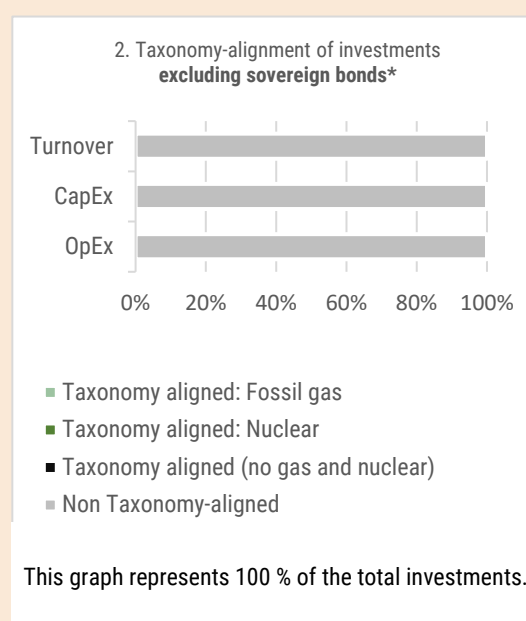 2. Taxonomy-alignment of investments
excluding sovereign bonds*
Turnover
CapEx
OpEx
0% 20% 40% 60% 80% 100%
Taxonomy aligned: Fossil gas
Taxonomy aligned: Nuclear
Taxonomy aligned (no gas and nuclear)
Non Taxonomy-aligned
This graph represents 100 % of the total investments.